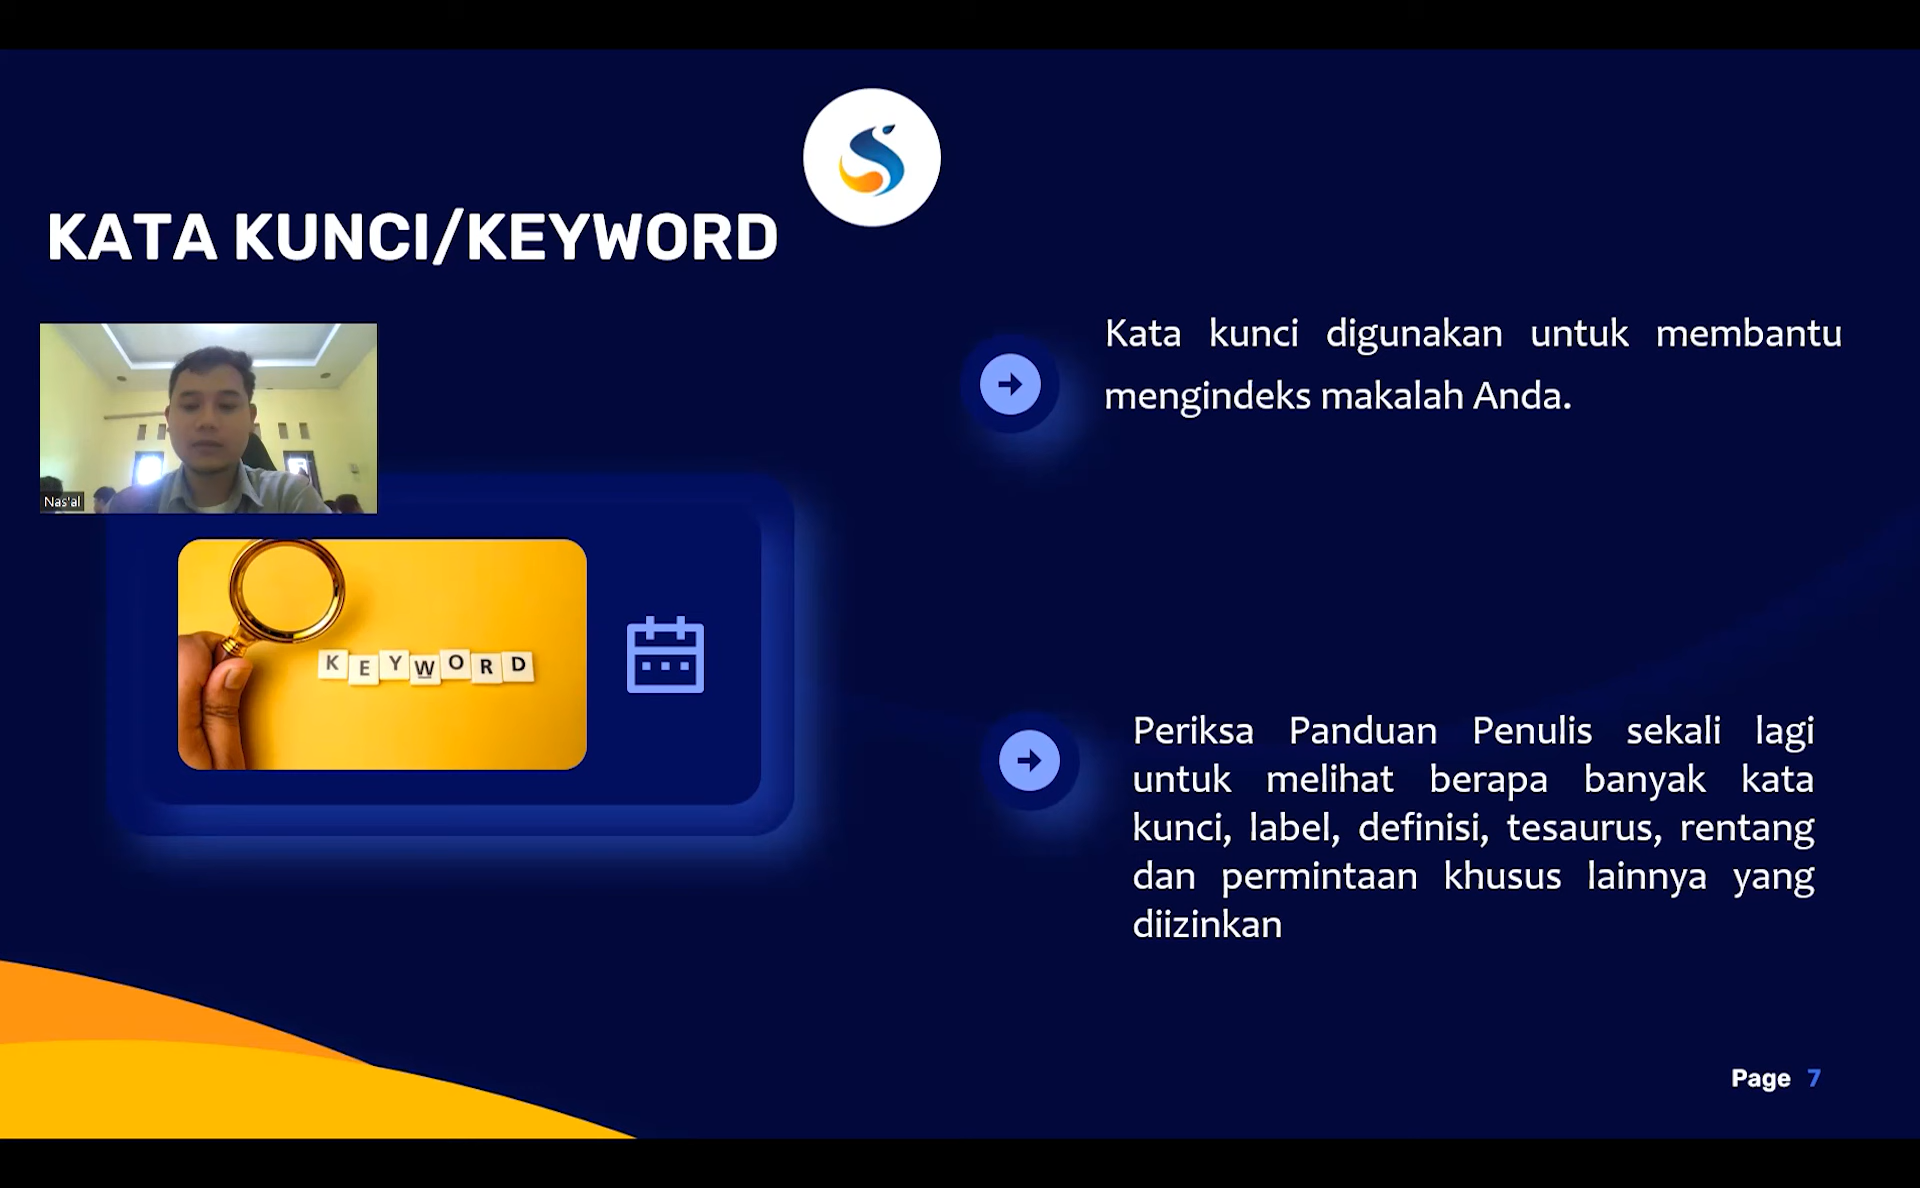 KATA KUNCI/KEYWORD
Nas'al
KEYWORD
Kata kunci digunakan untuk membantu
mengindeks makalah Anda.
Periksa Panduan Penulis sekali lagi
untuk melihat berapa banyak kata
kunci, label, definisi, tesaurus, rentang
dan permintaan khusus lainnya yang
diizinkan
Page 7